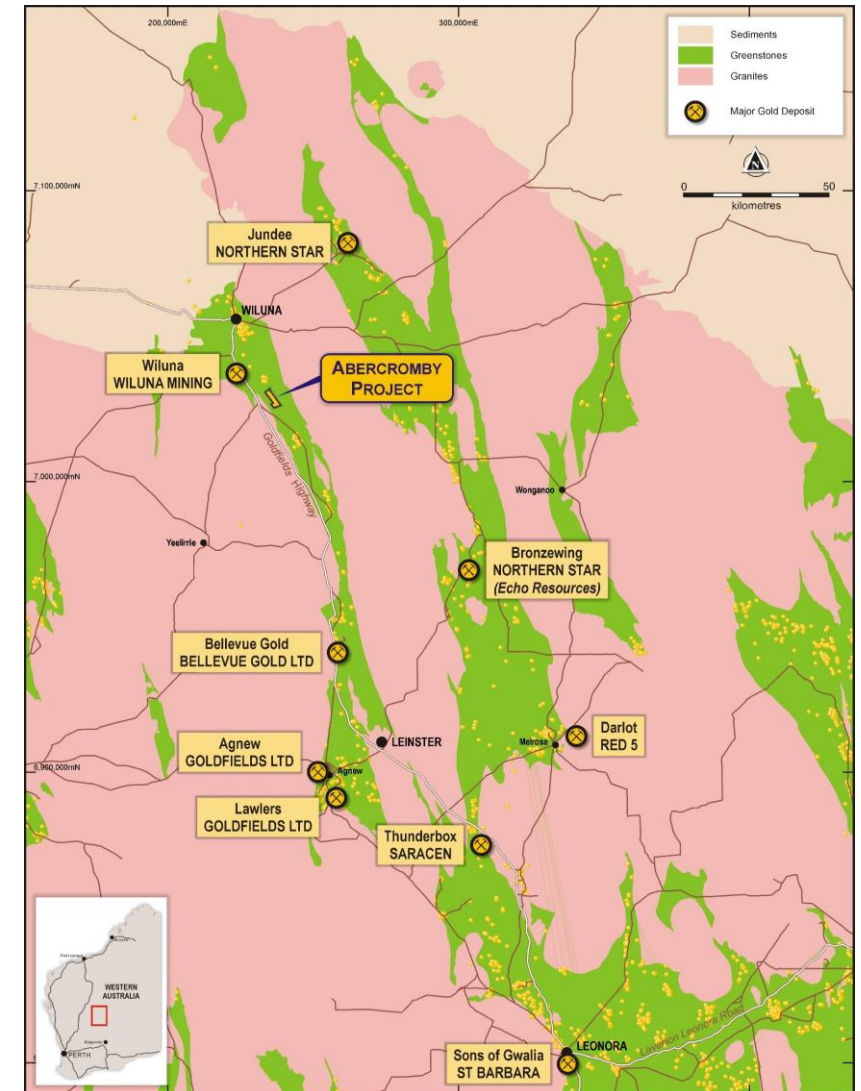 200,000mE
300,000mE
Sediments
Greenstones
Granites
Major Gold Deposit
N
0
50
kilometres
7,100,000mN
Jundee
NORTHERN STAR
WILUNA
Wiluna
WILUNA MINING
ABERCROMBY
PROJECT
Goldfields Highway
7,000,000mN
Wonganoo
Yeelirrie
Bronzewing
NORTHERN STAR
(Echo Resources)
Bellevue Gold
BELLEVUE GOLD LTD
LEINSTER
Darlot
RED 5
Melrose
Agnew
GOLDFIELDS LTD
Agnew
6,900,000mN
Lawlers
GOLDFIELDS LTD
Thunderbox
SARACEN
WESTERN
AUSTRALIA
PERTH
Laverton Leonora Road
LEONORA
Sons of Gwalia
ST BARBARA